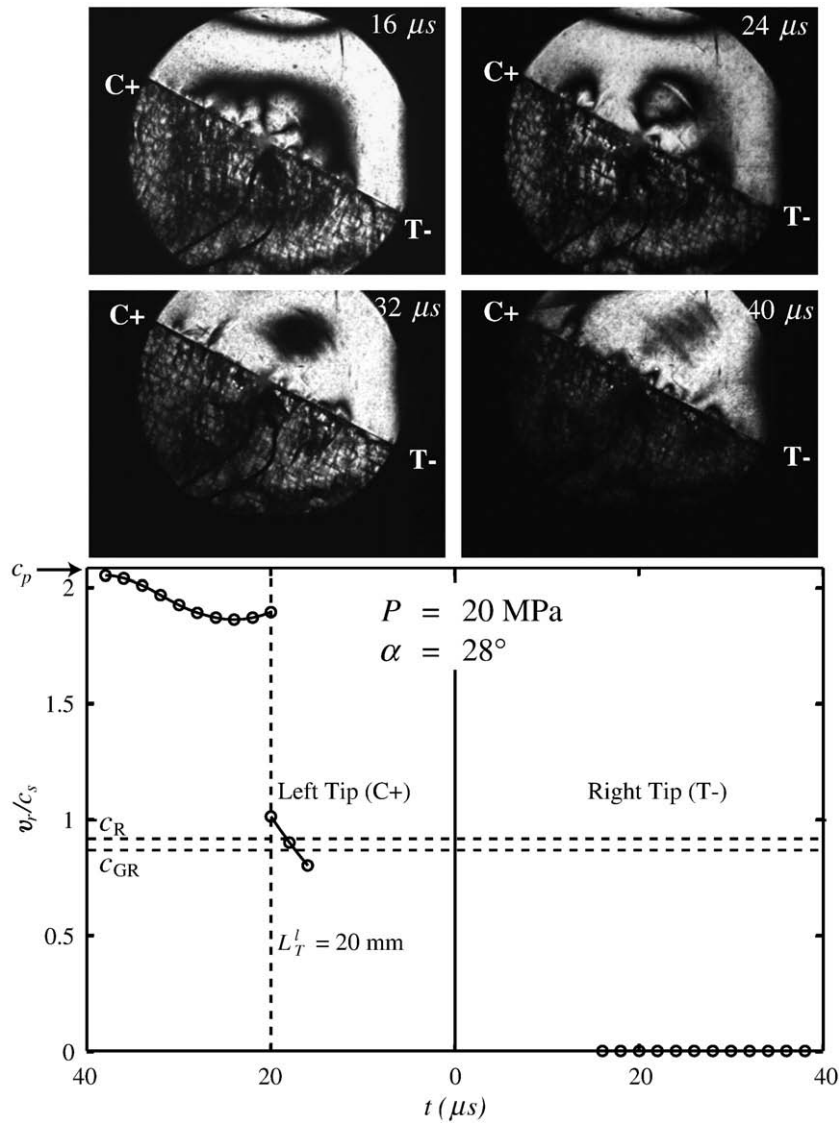 16 μs
24 μs
C+
C+
T-
T-
32 μs
40 μs
C+
C+
T-
T-
c_p
2
P = 20 MPa
α = 28°
1.5
Left Tip (C+)
Right Tip (T-)
v_r/c_s
1
c_R
c_GR
0.5
L_T^l = 20 mm
0
40
20
0
20
40
t (μs)